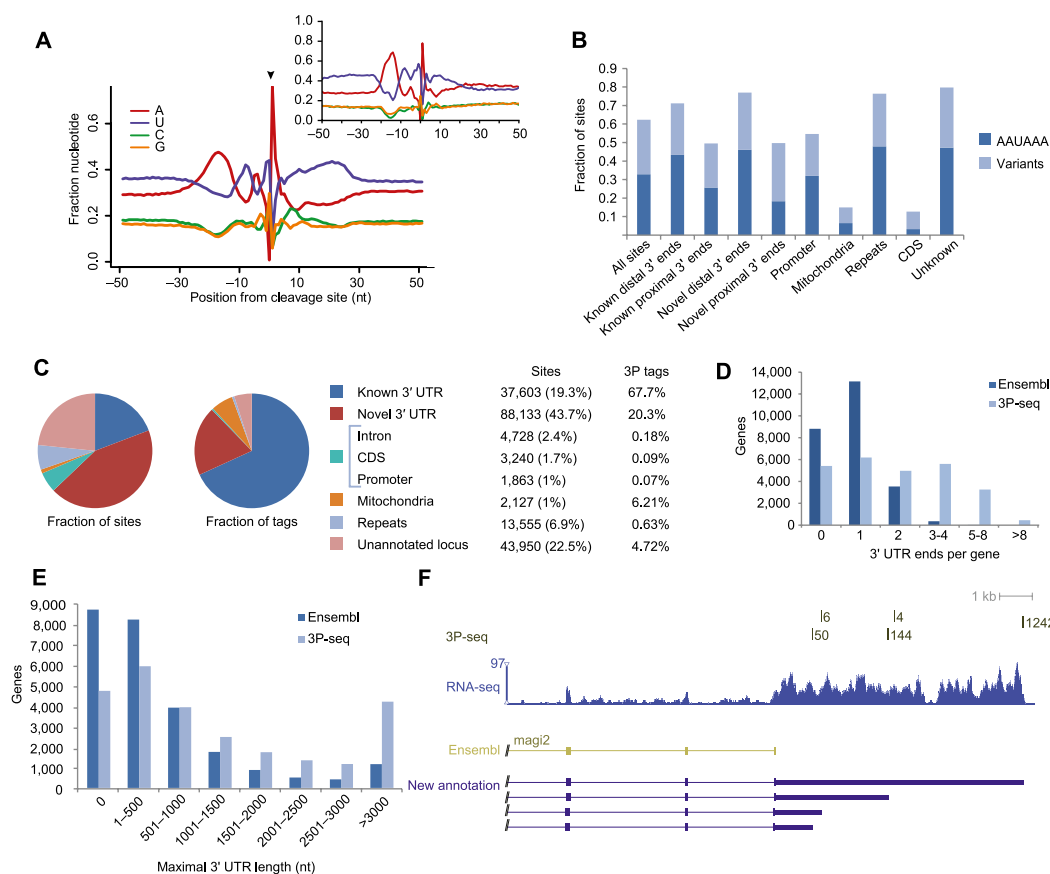 A
Fraction nucleotide
0.6
0.4
0.2
0.0
A
U
C
G
−50
−30
−10
10
30
50
Position from cleavage site (nt)
1.0
0.8
0.6
0.4
0.2
0.0
−50
−30
−10
10
30
50
B
Fraction of sites
0.9
0.8
0.7
0.6
0.5
0.4
0.3
0.2
0.1
AAUAAA
Variants
All sites
Known distal 3′ ends
Known proximal 3′ ends
Novel distal 3′ ends
Novel proximal 3′ ends
Promoter
Mitochondria
Repeats
CDS
Unknown
C
Fraction of sites
Fraction of tags
Sites 3P tags
Known 3′ UTR 37,603 (19.3%) 67.7%
Novel 3′ UTR 88,133 (43.7%) 20.3%
Intron 4,728 (2.4%) 0.18%
CDS 3,240 (1.7%) 0.09%
Promoter 1,863 (1%) 0.07%
Mitochondria 2,127 (1%) 6.21%
Repeats 13,555 (6.9%) 0.63%
Unannotated locus 43,950 (22.5%) 4.72%
D
Genes
14,000
12,000
10,000
8,000
6,000
4,000
2,000
0
Ensembl
3P-seq
0 1 2 3-4 5-8 >8
3′ UTR ends per gene
E
Genes
9,000
8,000
7,000
6,000
5,000
4,000
3,000
2,000
1,000
0
Ensembl
3P-seq
0
1–500
501–1000
1001–1500
1501–2000
2001–2500
2501–3000
>3000
Maximal 3′ UTR length (nt)
F
1 kb
3P-seq
6
4
50
144
1242
97
RNA-seq
magi2
Ensembl
New annotation